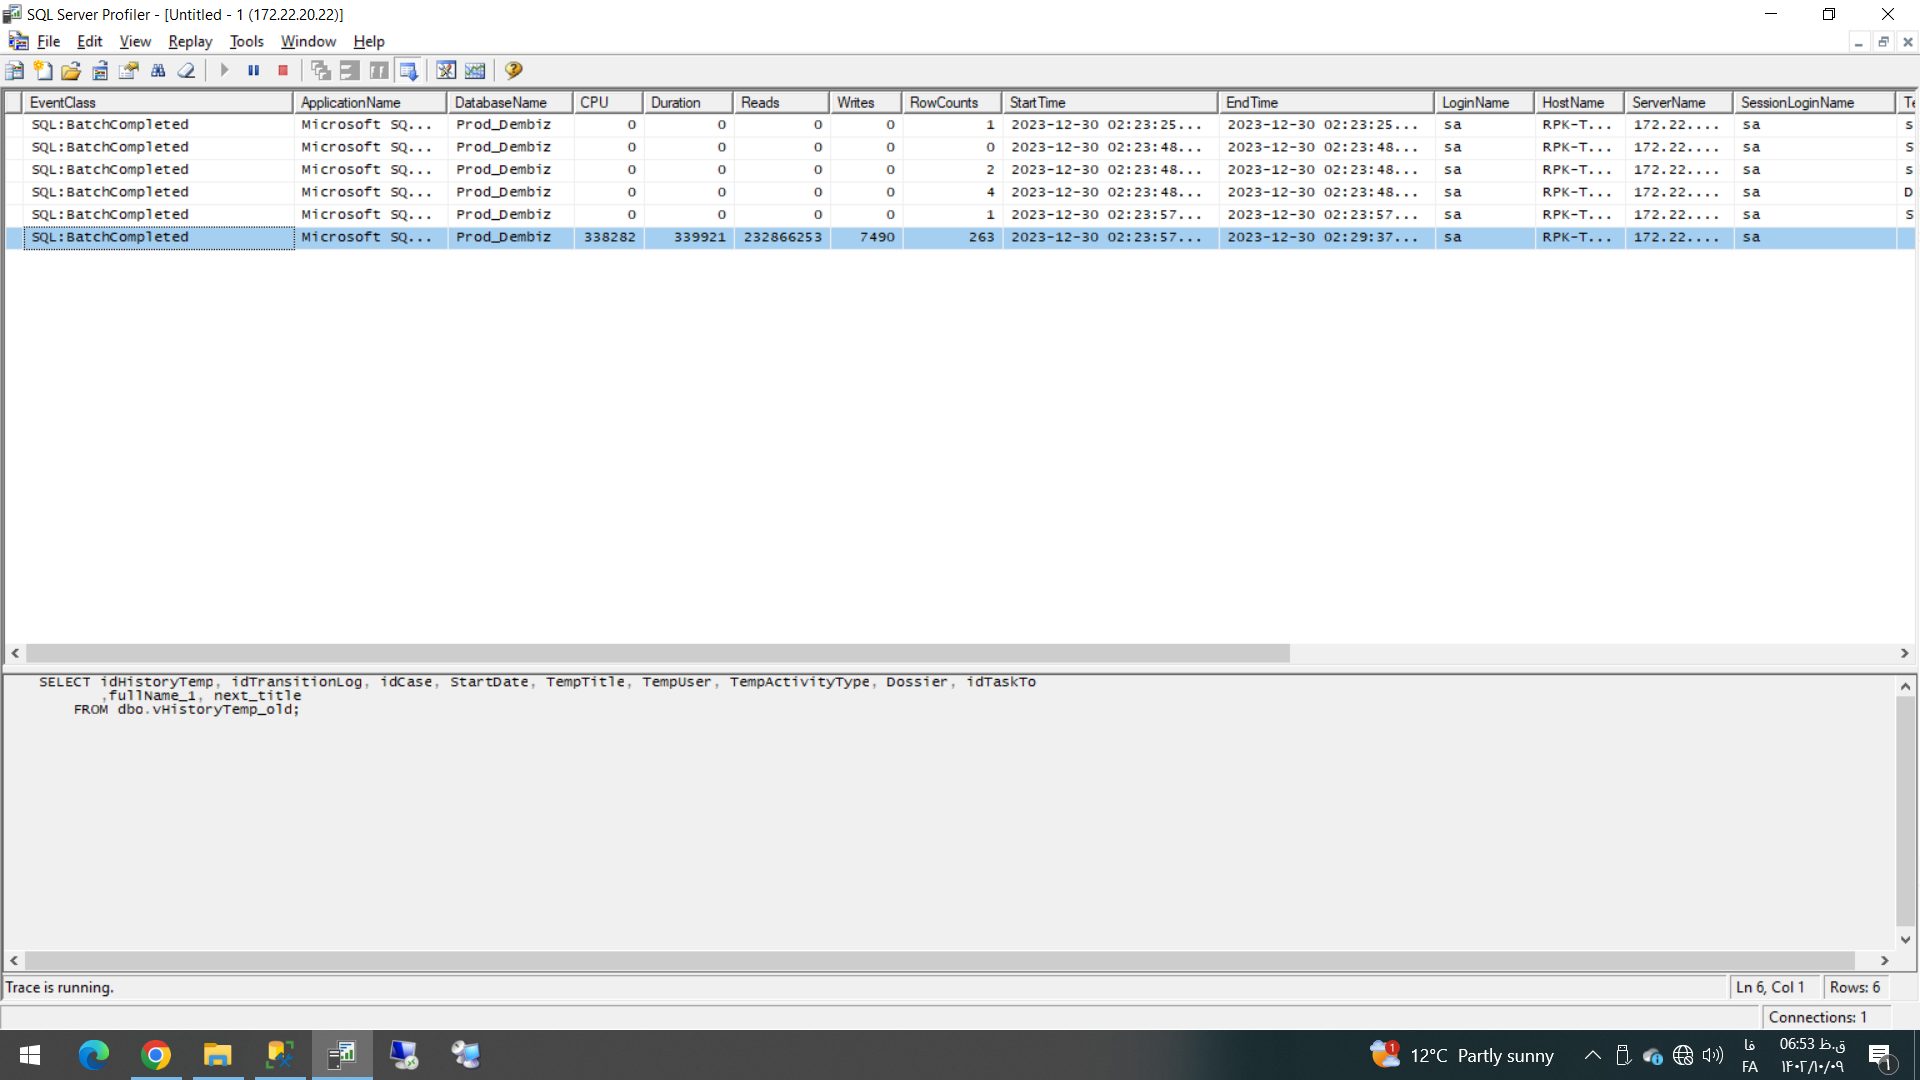 SQL Server Profiler - [Untitled - 1 (172.22.20.22)]
File Edit View Replay Tools Window Help
EventClass ApplicationName DatabaseName CPU Duration Reads Writes RowCounts StartTime EndTime LoginName HostName ServerName SessionLoginName Te
SQL:BatchCompleted Microsoft SQ... Prod_Dembiz 0 0 0 0 1 2023-12-30 02:23:25... 2023-12-30 02:23:25... sa RPK-T... 172.22.... sa s
SQL:BatchCompleted Microsoft SQ... Prod_Dembiz 0 0 0 0 0 2023-12-30 02:23:48... 2023-12-30 02:23:48... sa RPK-T... 172.22.... sa S
SQL:BatchCompleted Microsoft SQ... Prod_Dembiz 0 0 0 0 2 2023-12-30 02:23:48... 2023-12-30 02:23:48... sa RPK-T... 172.22.... sa s
SQL:BatchCompleted Microsoft SQ... Prod_Dembiz 0 0 0 0 4 2023-12-30 02:23:48... 2023-12-30 02:23:48... sa RPK-T... 172.22.... sa D
SQL:BatchCompleted Microsoft SQ... Prod_Dembiz 0 0 0 0 1 2023-12-30 02:23:57... 2023-12-30 02:23:57... sa RPK-T... 172.22.... sa S
SQL:BatchCompleted Microsoft SQ... Prod_Dembiz 338282 339921 232866253 7490 263 2023-12-30 02:23:57... 2023-12-30 02:29:37... sa RPK-T... 172.22.... sa
SELECT idHistoryTemp, idTransitionLog, idCase, StartDate, TempTitle, TempUser, TempActivityType, Dossier, idTaskTo
,fullName_1, next_title
FROM dbo.vHistoryTemp_old;
Trace is running.
Ln 6, Col 1
Rows: 6
Connections: 1
1
12°C Partly sunny
فا
FA
06:53 ق.ظ
۱۴۰۲/۱۰/۰۹
1